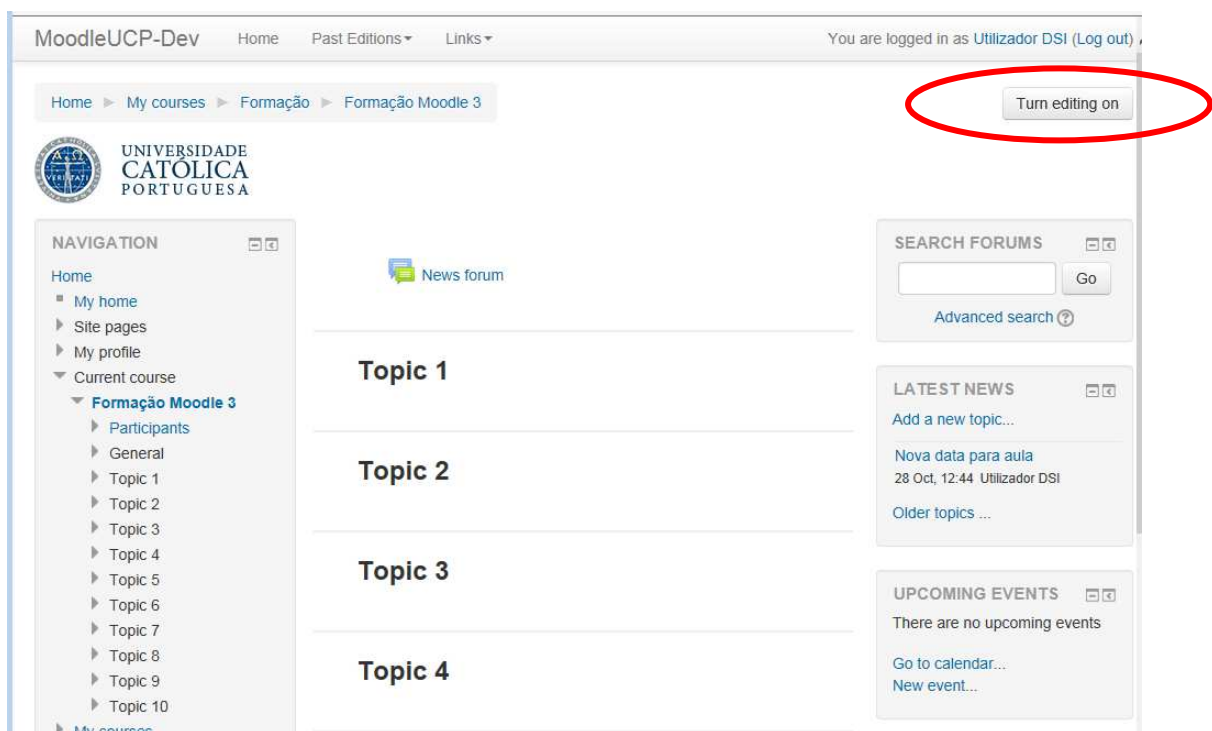 MoodleUCP-Dev Home Past Editions Links You are logged in as Utilizador DSI (Log out)
Home My courses Formação Formação Moodle 3 Turn editing on
UNIVERSIDADE
CATÓLICA
PORTUGUESA
NAVIGATION
Home
My home
Site pages
My profile
Current course
Formação Moodle 3
Participants
General
Topic 1
Topic 2
Topic 3
Topic 4
Topic 5
Topic 6
Topic 7
Topic 8
Topic 9
Topic 10
My courses
News forum
Topic 1
Topic 2
Topic 3
Topic 4
SEARCH FORUMS
Go
Advanced search
LATEST NEWS
Add a new topic...
Nova data para aula
28 Oct, 12:44 Utilizador DSI
Older topics ...
UPCOMING EVENTS
There are no upcoming events
Go to calendar...
New event...